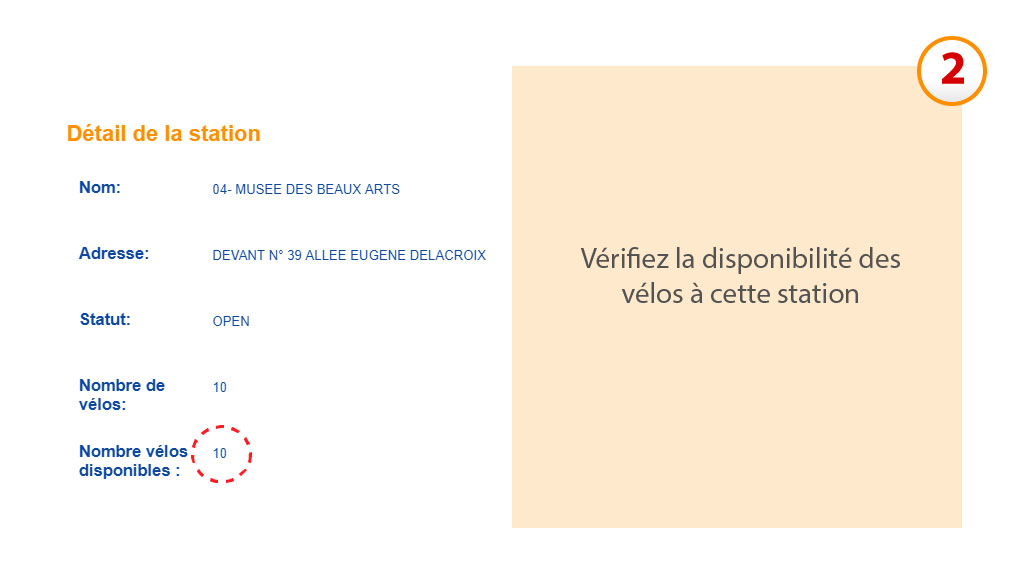 Détail de la station
Nom: 04- MUSEE DES BEAUX ARTS
Adresse: DEVANT N° 39 ALLEE EUGENE DELACROIX
Statut: OPEN
Nombre de 10
vélos:
Nombre vélos 10
disponibles :
2
Vérifiez la disponibilité des
vélos à cette station